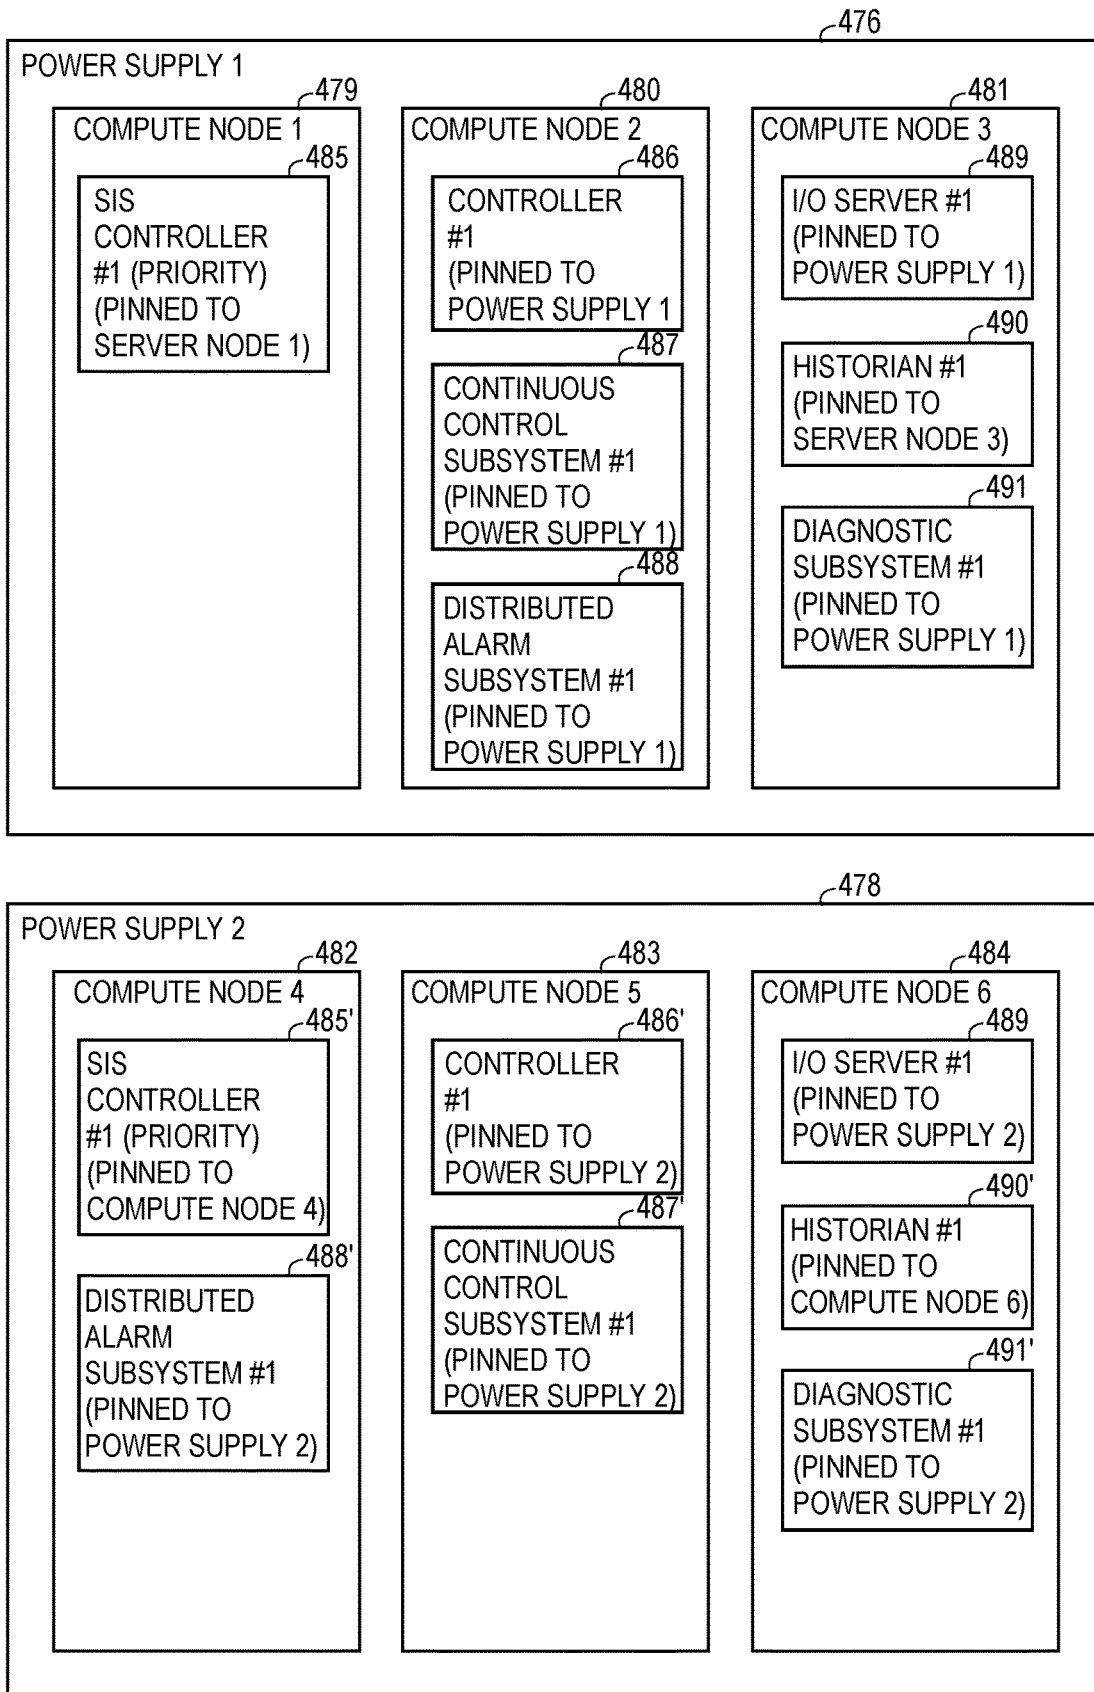 476
POWER SUPPLY 1
479
COMPUTE NODE 1
485
SIS
CONTROLLER
#1 (PRIORITY)
(PINNED TO
SERVER NODE 1)
480
COMPUTE NODE 2
486
CONTROLLER
#1
(PINNED TO
POWER SUPPLY 1
487
CONTINUOUS
CONTROL
SUBSYSTEM #1
(PINNED TO
POWER SUPPLY 1)
488
DISTRIBUTED
ALARM
SUBSYSTEM #1
(PINNED TO
POWER SUPPLY 1)
481
COMPUTE NODE 3
489
I/O SERVER #1
(PINNED TO
POWER SUPPLY 1)
490
HISTORIAN #1
(PINNED TO
SERVER NODE 3)
491
DIAGNOSTIC
SUBSYSTEM #1
(PINNED TO
POWER SUPPLY 1)
478
POWER SUPPLY 2
482
COMPUTE NODE 4
485'
SIS
CONTROLLER
#1 (PRIORITY)
(PINNED TO
COMPUTE NODE 4)
488'
DISTRIBUTED
ALARM
SUBSYSTEM #1
(PINNED TO
POWER SUPPLY 2)
483
COMPUTE NODE 5
486'
CONTROLLER
#1
(PINNED TO
POWER SUPPLY 2)
487'
CONTINUOUS
CONTROL
SUBSYSTEM #1
(PINNED TO
POWER SUPPLY 2)
484
COMPUTE NODE 6
489
I/O SERVER #1
(PINNED TO
POWER SUPPLY 2)
490'
HISTORIAN #1
(PINNED TO
COMPUTE NODE 6)
491'
DIAGNOSTIC
SUBSYSTEM #1
(PINNED TO
POWER SUPPLY 2)